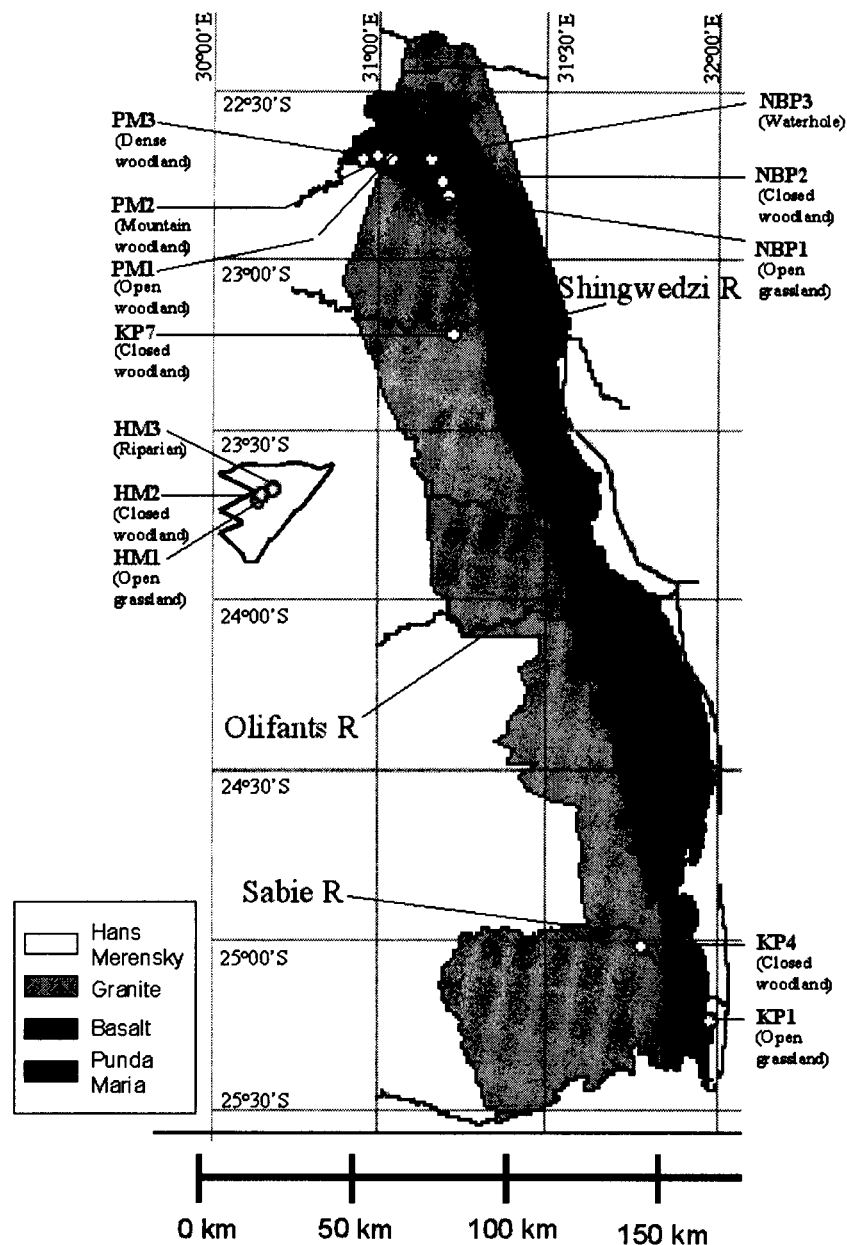 30°00'E
31°00'E
31°30'E
32°00'E
22°30'S
PM3
(Dense
woodland)
PM2
(Mountain
woodland)
PM1
(Open
woodland)
KP7
(Closed
woodland)
HM3
(Riparian)
HM2
(Closed
woodland)
HM1
(Open
grassland)
NBP3
(Waterhole)
NBP2
(Closed
woodland)
NBP1
(Open
grassland)
23°00'S
Shingwedzi R
23°30'S
24°00'S
Olifants R
24°30'S
Sabie R
25°00'S
KP4
(Closed
woodland)
KP1
(Open
grassland)
25°30'S
Hans
Merensky
Granite
Basalt
Punda
Maria
0 km
50 km
100 km
150 km